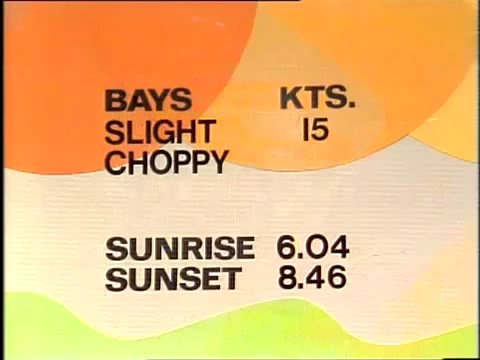 BAYS KTS.
SLIGHT 15
CHOPPY
SUNRISE 6.04
SUNSET 8.46